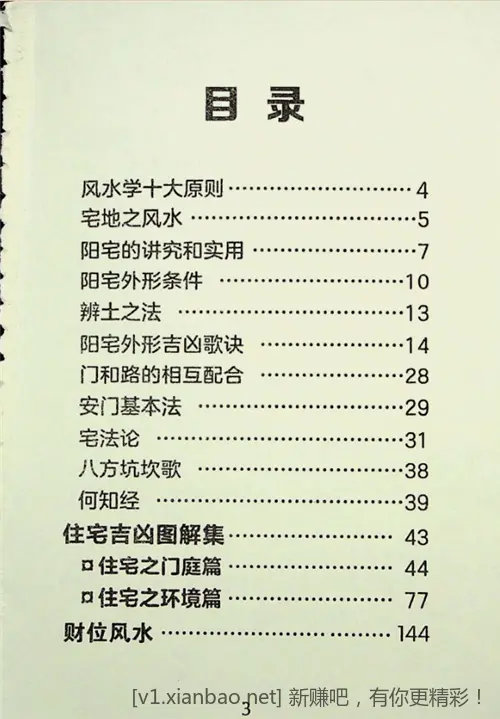 目 录
风水学十大原则…………………………4
宅地之风水…………………………5
阳宅的讲究和实用…………………………7
阳宅外形条件…………………………10
辨土之法…………………………13
阳宅外形吉凶歌诀…………………………14
门和路的相互配合…………………………28
安门基本法…………………………29
宅法论…………………………31
八方坑坎歌…………………………38
何知经…………………………39
住宅吉凶图解集…………………………43
¤住宅之门庭篇…………………………44
¤住宅之环境篇…………………………77
财位风水…………………………144
[v1.xianbao.net] 新赚吧，有你更精彩！
3